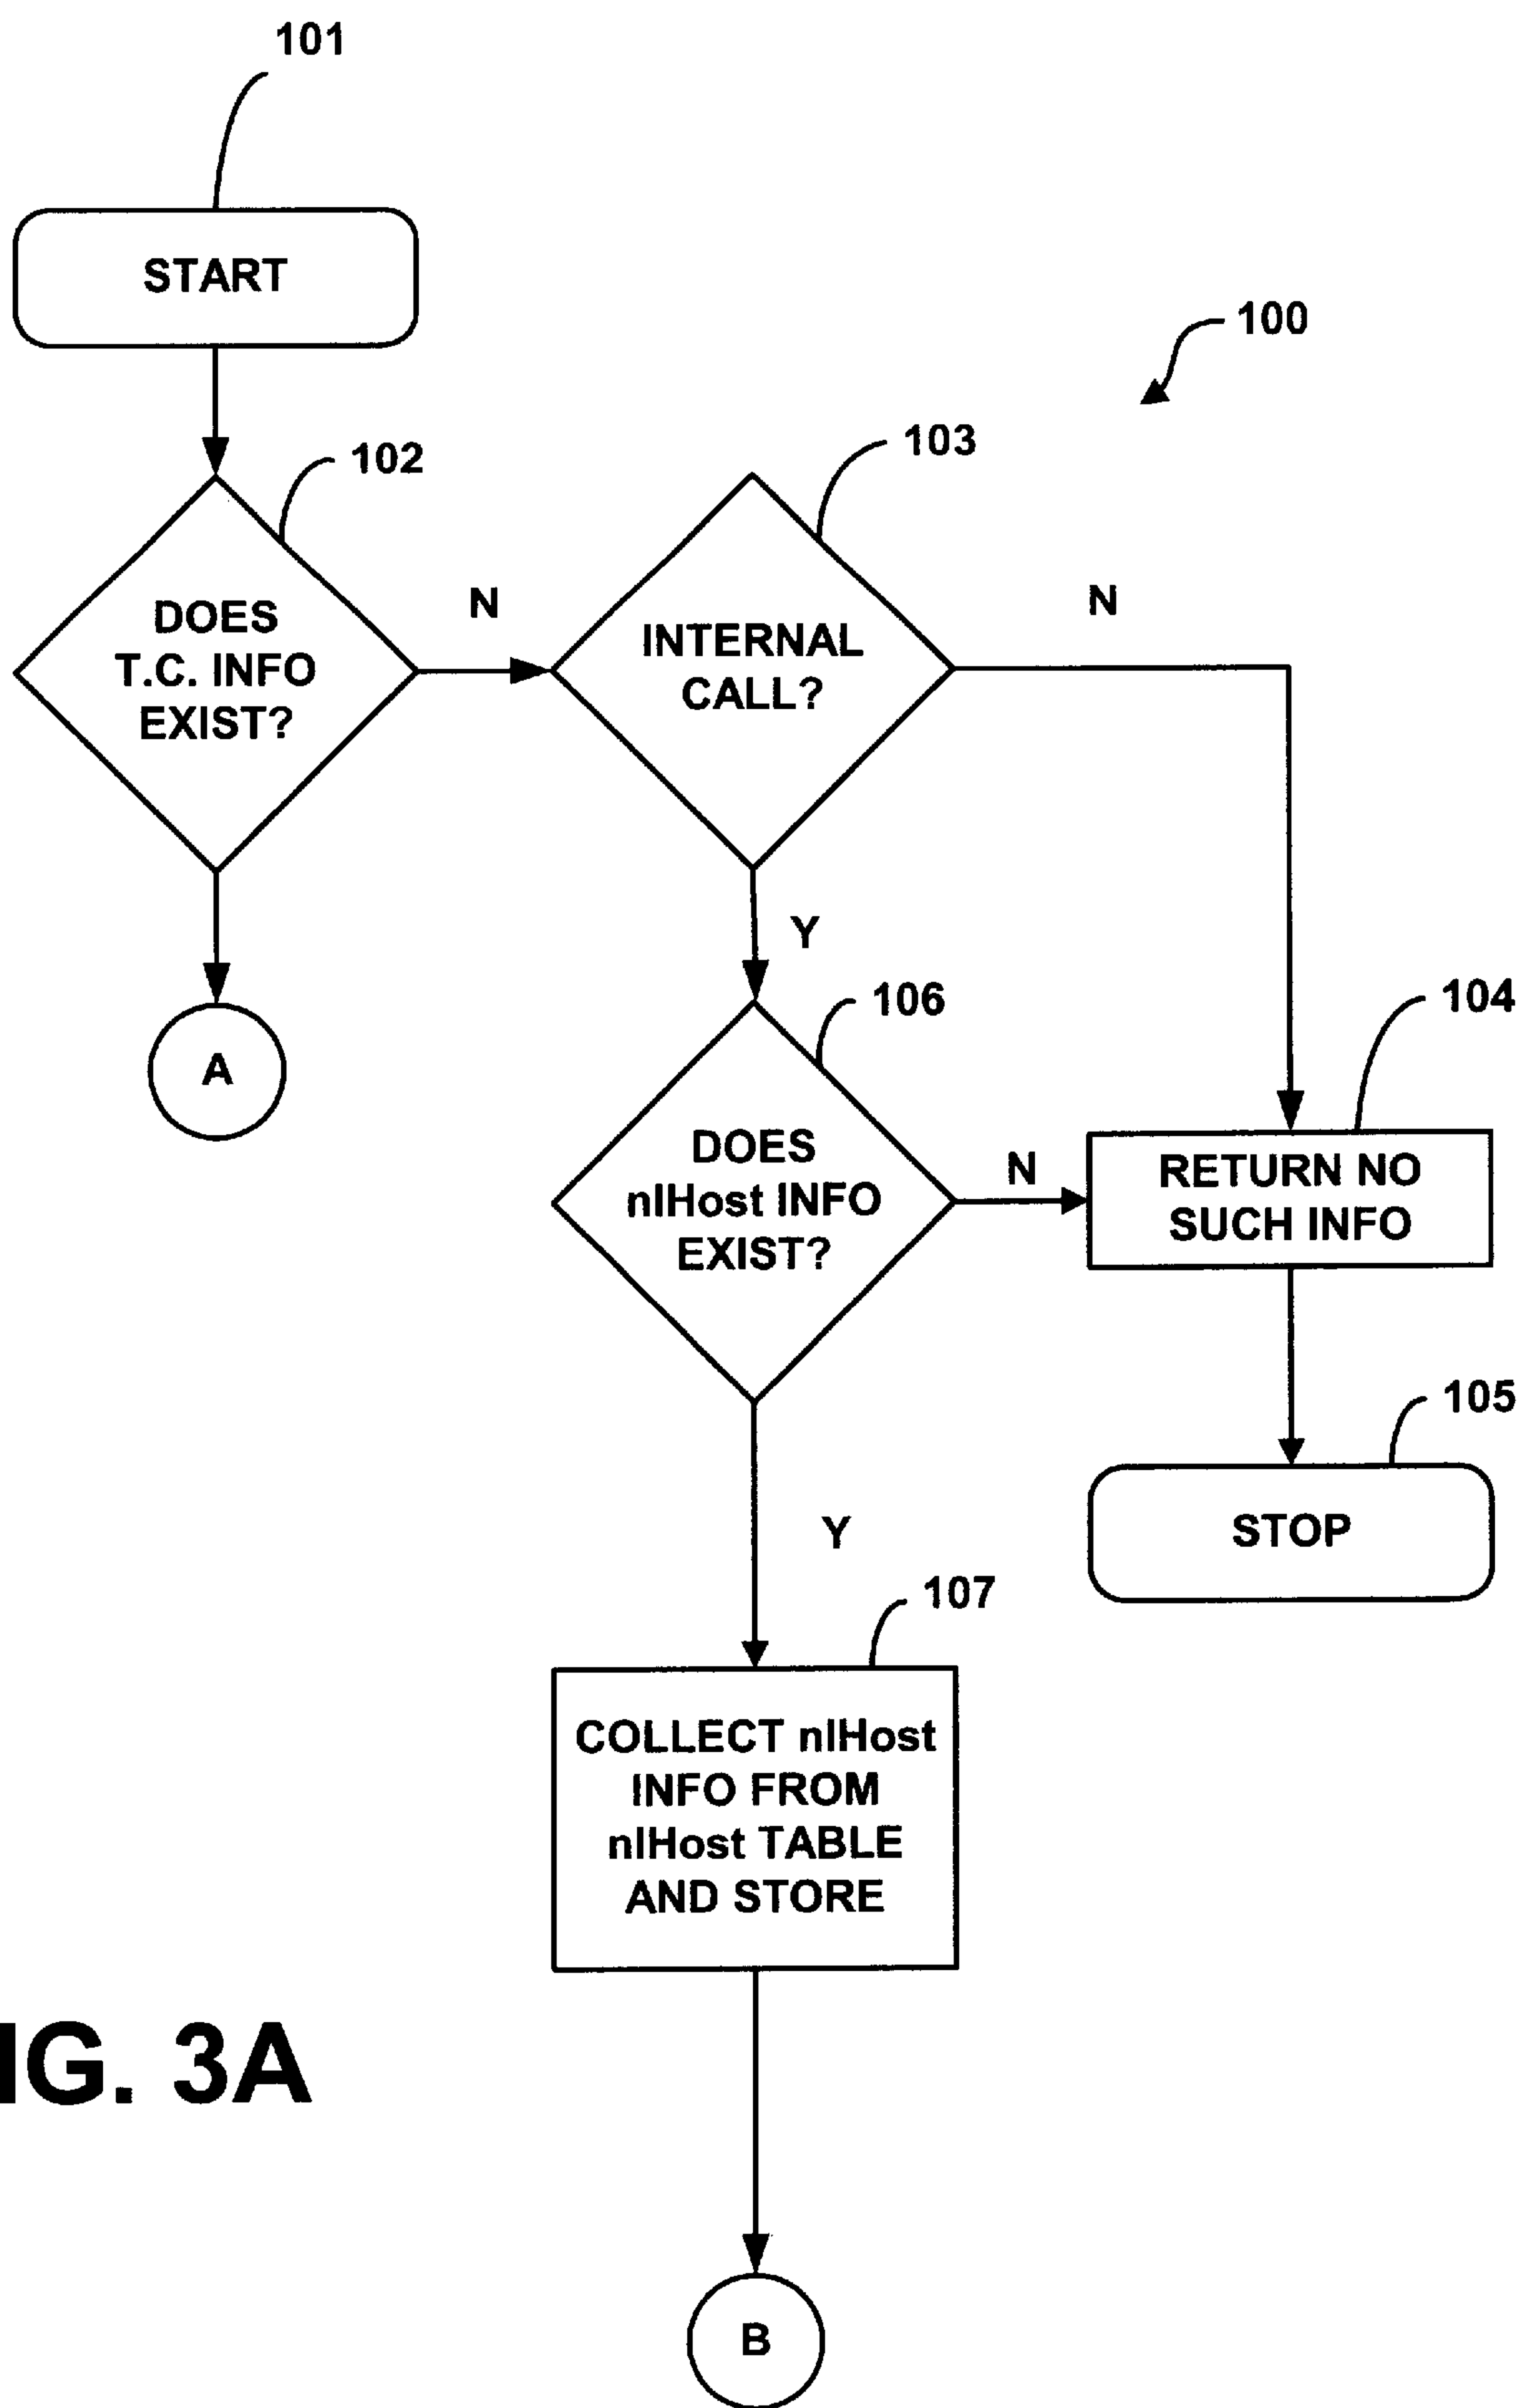 101
START
100
102
103
DOES
T.C. INFO
EXIST?
N
INTERNAL
CALL?
N
Y
A
106
104
DOES
nlHost INFO
EXIST?
N
RETURN NO
SUCH INFO
105
STOP
Y
107
COLLECT nlHost
INFO FROM
nlHost TABLE
AND STORE
IG. 3A
B